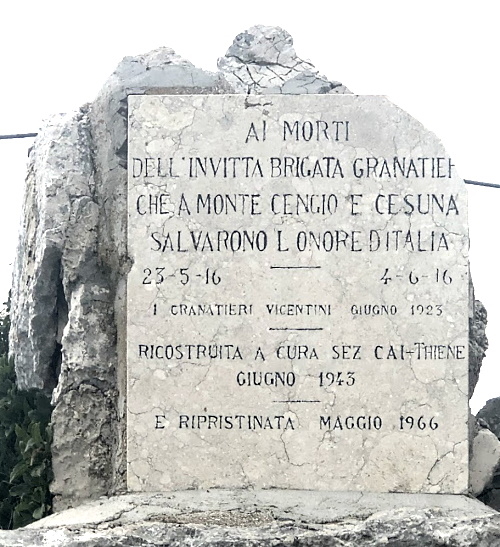 AI MORTI
DELL'INVITTA BRIGATA GRANATIER
CHE A MONTE CENGIO E CESUNA
SALVARONO L ONORE D ITALIA
23-5-16 4-6-16
I GRANATIERI VICENTINI GIUGNO 1923
RICOSTRUITA A CURA SEZ CAI-THIENE
GIUGNO 1943
E RIPRISTINATA MAGGIO 1966